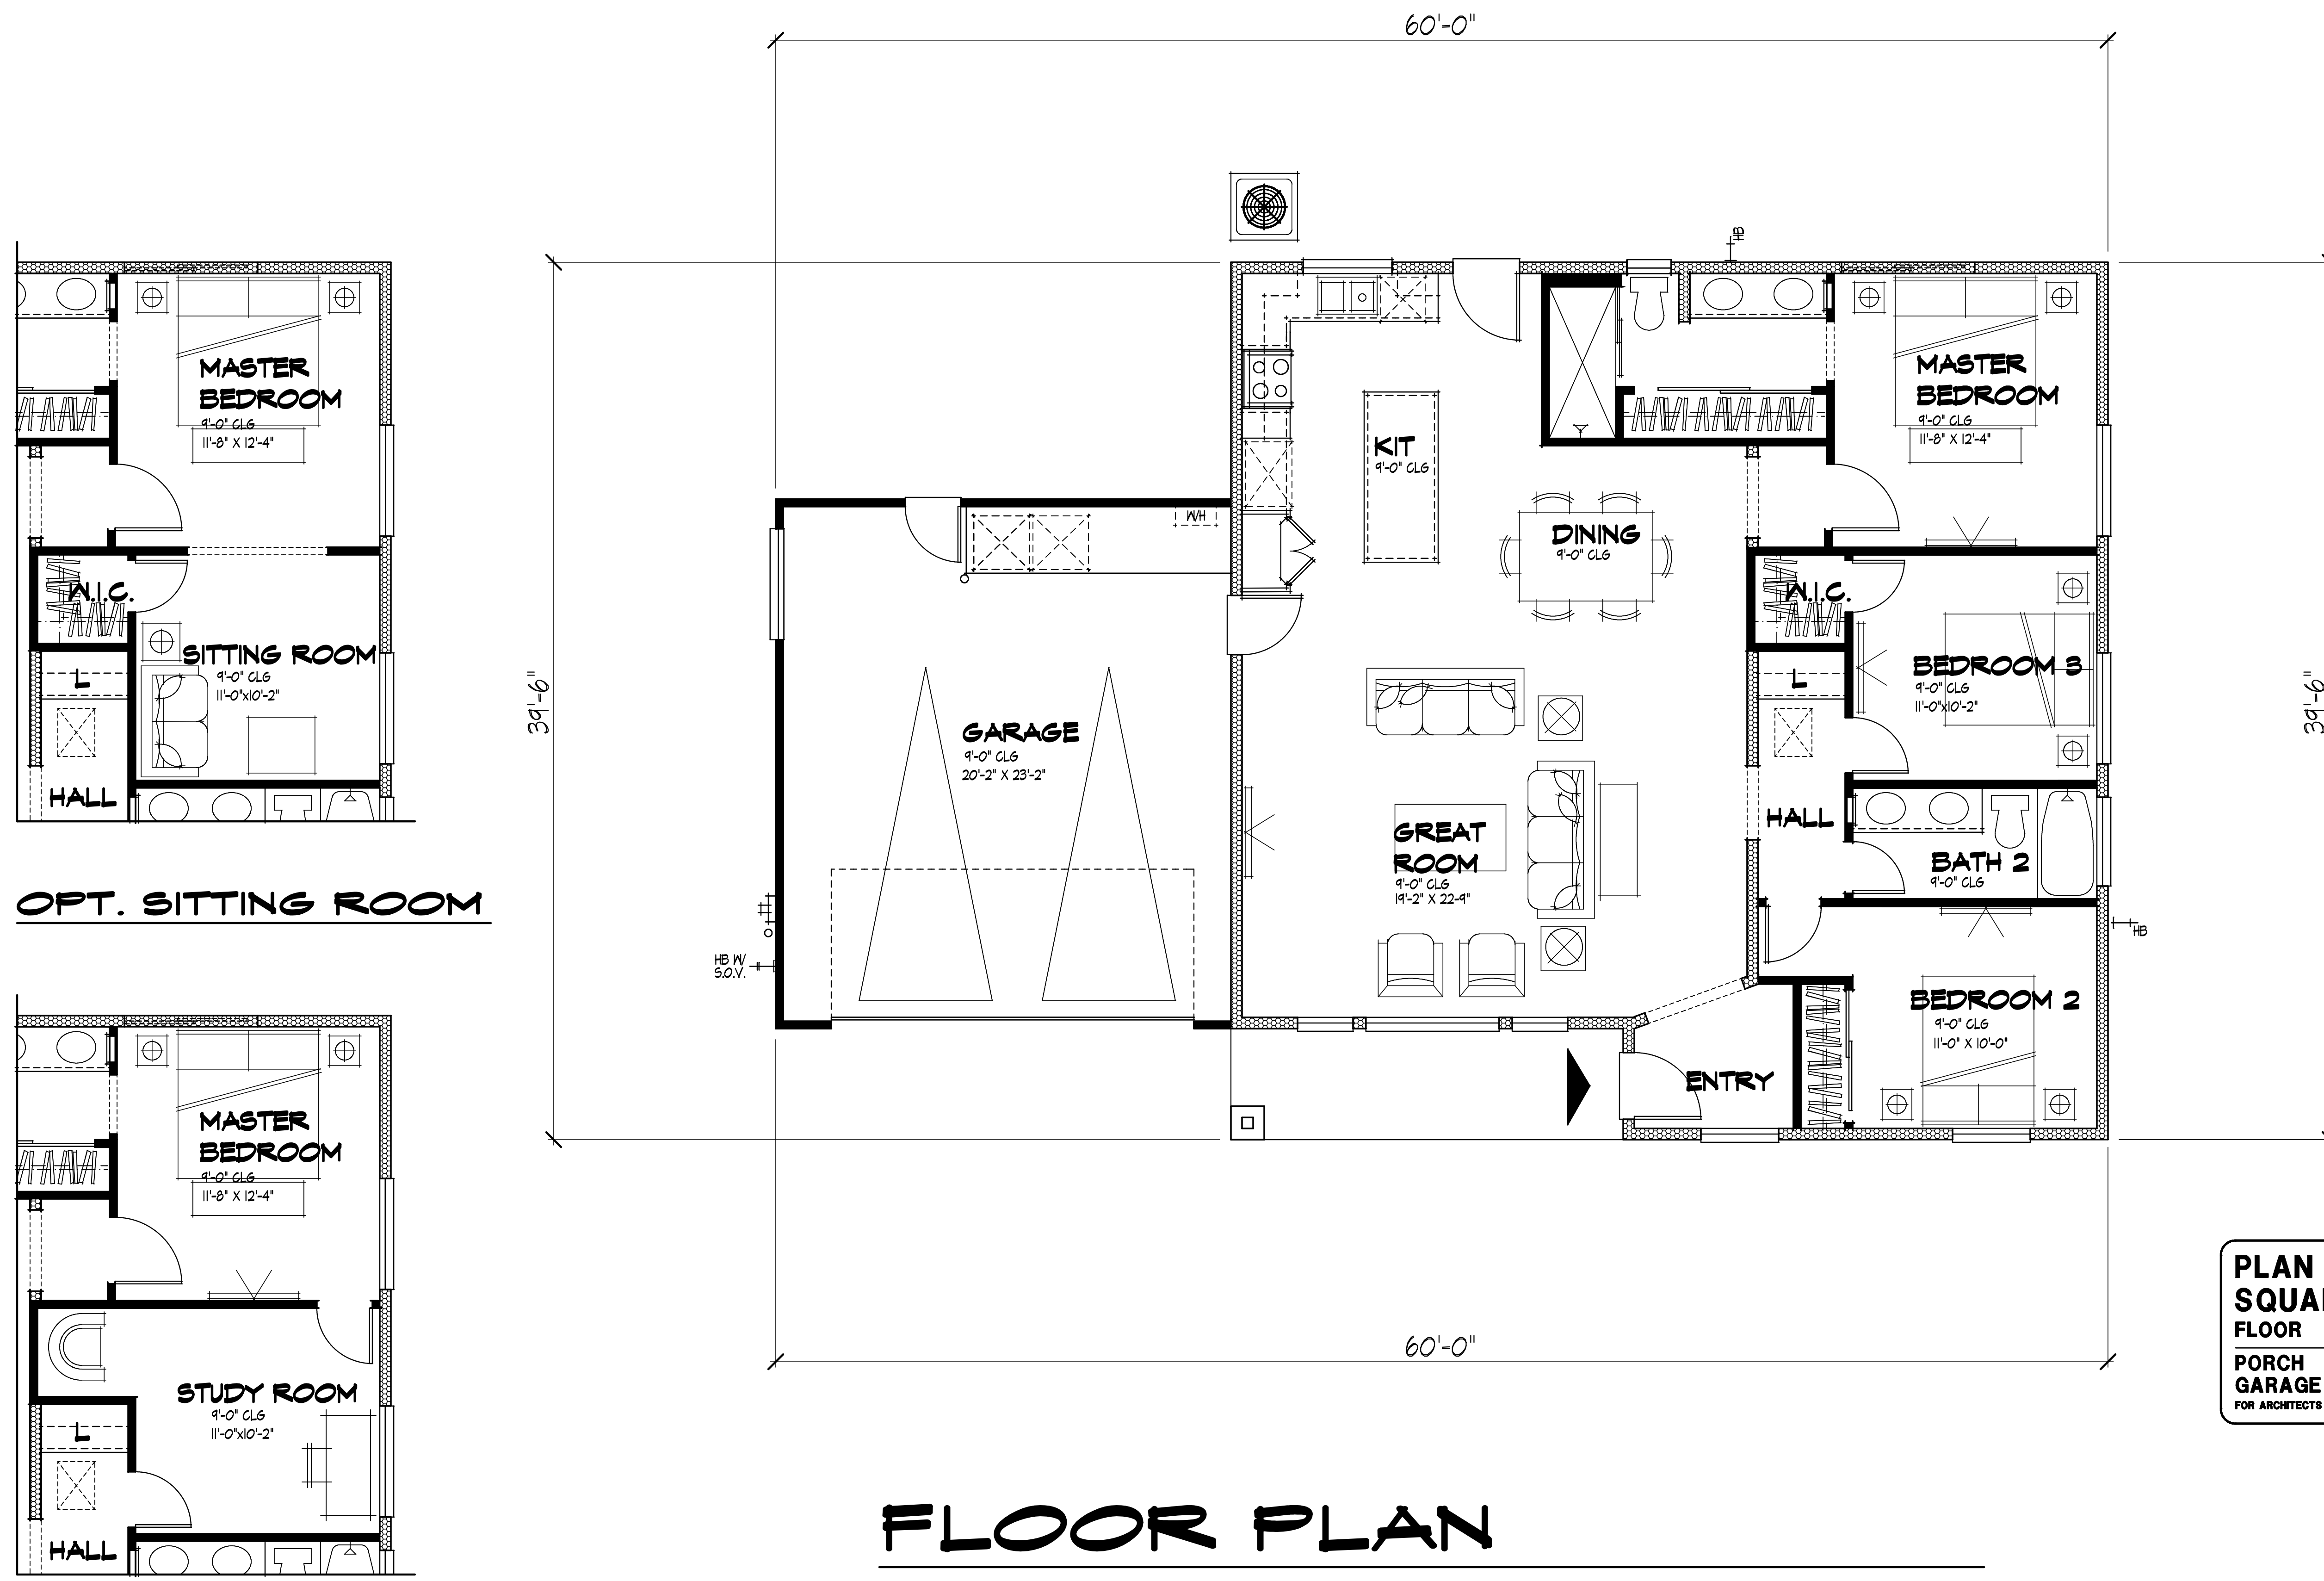 60'-0"
HB
MASTER
BEDROOM
9'-0" CLG
11'-8" X 12'-4"
W.I.C.
SITTING ROOM
9'-0" CLG
11'-0"x10'-2"
L
HALL
OPT. SITTING ROOM
MASTER
BEDROOM
9'-0" CLG
11'-8" X 12'-4"
STUDY ROOM
9'-0" CLG
11'-0"x10'-2"
L
HALL
39'-6"
W/H
GARAGE
9'-0" CLG
20'-2" X 23'-2"
HB W/
S.O.V.
KIT
9'-0" CLG
DINING
9'-0" CLG
GREAT
ROOM
9'-0" CLG
19'-2" X 22'-9"
MASTER
BEDROOM
9'-0" CLG
11'-8" X 12'-4"
W.I.C.
BEDROOM 3
9'-0" CLG
11'-0"x10'-2"
L
HALL
BATH 2
9'-0" CLG
HB
BEDROOM 2
9'-0" CLG
11'-0" X 10'-0"
ENTRY
39'-6"
60'-0"
FLOOR PLAN
PLAN
SQUA
FLOOR
PORCH
GARAGE
FOR ARCHITECTS